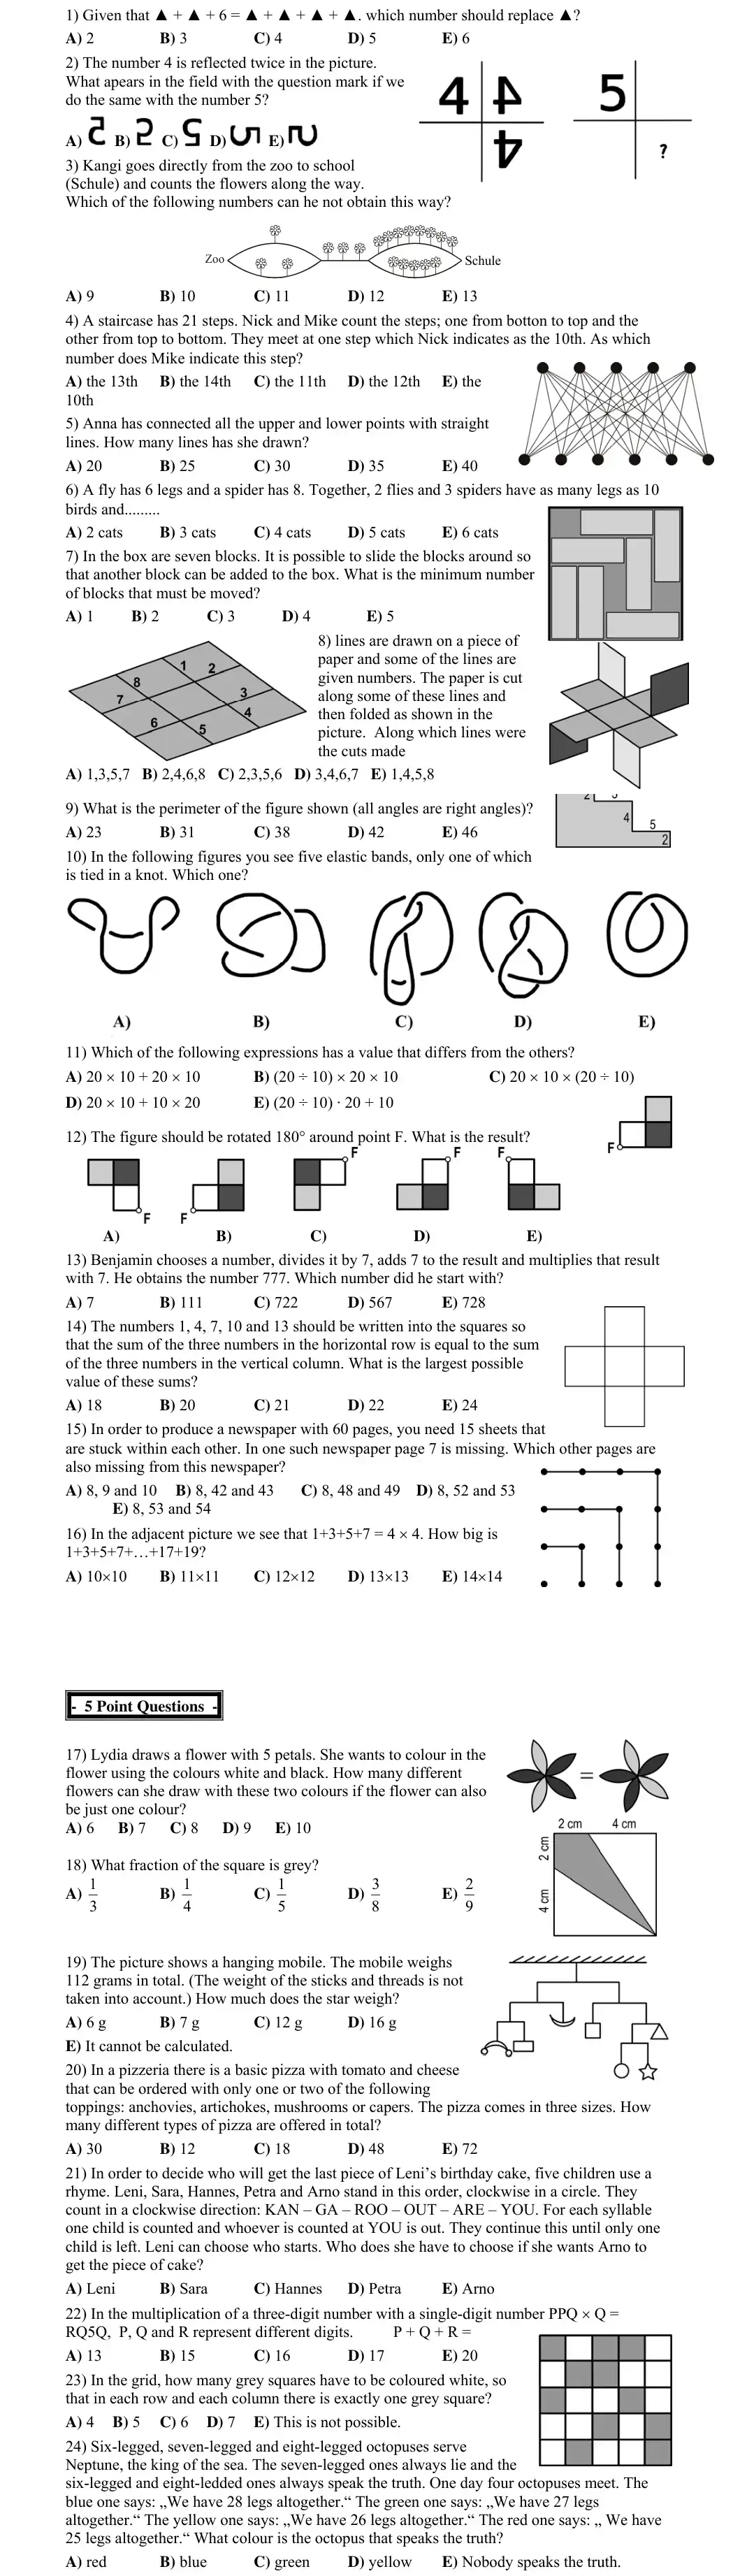 1) Given that ▲ + ▲ + 6 = ▲ + ▲ + ▲ + ▲. which number should replace ▲?
A) 2 B) 3 C) 4 D) 5 E) 6
2) The number 4 is reflected twice in the picture.
What apears in the field with the question mark if we
do the same with the number 5?
A) 5 B) 5 C) 5 D) 5 E) 5
4 4 4 5 ?
3) Kangi goes directly from the zoo to school
(Schule) and counts the flowers along the way.
Which of the following numbers can he not obtain this way?
Zoo Schule
A) 9 B) 10 C) 11 D) 12 E) 13
4) A staircase has 21 steps. Nick and Mike count the steps; one from botton to top and the
other from top to bottom. They meet at one step which Nick indicates as the 10th. As which
number does Mike indicate this step?
A) the 13th B) the 14th C) the 11th D) the 12th E) the
10th
5) Anna has connected all the upper and lower points with straight
lines. How many lines has she drawn?
A) 20 B) 25 C) 30 D) 35 E) 40
6) A fly has 6 legs and a spider has 8. Together, 2 flies and 3 spiders have as many legs as 10
birds and.........
A) 2 cats B) 3 cats C) 4 cats D) 5 cats E) 6 cats
7) In the box are seven blocks. It is possible to slide the blocks around so
that another block can be added to the box. What is the minimum number
of blocks that must be moved?
A) 1 B) 2 C) 3 D) 4 E) 5
1 2 3 4 5 6 7 8
8) lines are drawn on a piece of
paper and some of the lines are
given numbers. The paper is cut
along some of these lines and
then folded as shown in the
picture. Along which lines were
the cuts made
A) 1,3,5,7 B) 2,4,6,8 C) 2,3,5,6 D) 3,4,6,7 E) 1,4,5,8
9) What is the perimeter of the figure shown (all angles are right angles)?
A) 23 B) 31 C) 38 D) 42 E) 46
4 5 2
10) In the following figures you see five elastic bands, only one of which
is tied in a knot. Which one?
A) B) C) D) E)
11) Which of the following expressions has a value that differs from the others?
A) 20 × 10 + 20 × 10 B) (20 ÷ 10) × 20 × 10 C) 20 × 10 × (20 ÷ 10)
D) 20 × 10 + 10 × 20 E) (20 ÷ 10) · 20 + 10
12) The figure should be rotated 180° around point F. What is the result?
F
F F F F F
A) B) C) D) E)
13) Benjamin chooses a number, divides it by 7, adds 7 to the result and multiplies that result
with 7. He obtains the number 777. Which number did he start with?
A) 7 B) 111 C) 722 D) 567 E) 728
14) The numbers 1, 4, 7, 10 and 13 should be written into the squares so
that the sum of the three numbers in the horizontal row is equal to the sum
of the three numbers in the vertical column. What is the largest possible
value of these sums?
A) 18 B) 20 C) 21 D) 22 E) 24
15) In order to produce a newspaper with 60 pages, you need 15 sheets that
are stuck within each other. In one such newspaper page 7 is missing. Which other pages are
also missing from this newspaper?
A) 8, 9 and 10 B) 8, 42 and 43 C) 8, 48 and 49 D) 8, 52 and 53
E) 8, 53 and 54
16) In the adjacent picture we see that 1+3+5+7 = 4 × 4. How big is
1+3+5+7+…+17+19?
A) 10×10 B) 11×11 C) 12×12 D) 13×13 E) 14×14
- 5 Point Questions -
17) Lydia draws a flower with 5 petals. She wants to colour in the
flower using the colours white and black. How many different
flowers can she draw with these two colours if the flower can also
be just one colour?
A) 6 B) 7 C) 8 D) 9 E) 10
=
2 cm 4 cm
2 cm
4 cm
18) What fraction of the square is grey?
A) 1/3 B) 1/4 C) 1/5 D) 3/8 E) 2/9
19) The picture shows a hanging mobile. The mobile weighs
112 grams in total. (The weight of the sticks and threads is not
taken into account.) How much does the star weigh?
A) 6 g B) 7 g C) 12 g D) 16 g
E) It cannot be calculated.
20) In a pizzeria there is a basic pizza with tomato and cheese
that can be ordered with only one or two of the following
toppings: anchovies, artichokes, mushrooms or capers. The pizza comes in three sizes. How
many different types of pizza are offered in total?
A) 30 B) 12 C) 18 D) 48 E) 72
21) In order to decide who will get the last piece of Leni’s birthday cake, five children use a
rhyme. Leni, Sara, Hannes, Petra and Arno stand in this order, clockwise in a circle. They
count in a clockwise direction: KAN – GA – ROO – OUT – ARE – YOU. For each syllable
one child is counted and whoever is counted at YOU is out. They continue this until only one
child is left. Leni can choose who starts. Who does she have to choose if she wants Arno to
get the piece of cake?
A) Leni B) Sara C) Hannes D) Petra E) Arno
22) In the multiplication of a three-digit number with a single-digit number PPQ × Q =
RQ5Q, P, Q and R represent different digits. P + Q + R =
A) 13 B) 15 C) 16 D) 17 E) 20
23) In the grid, how many grey squares have to be coloured white, so
that in each row and each column there is exactly one grey square?
A) 4 B) 5 C) 6 D) 7 E) This is not possible.
24) Six-legged, seven-legged and eight-legged octopuses serve
Neptune, the king of the sea. The seven-legged ones always lie and the
six-legged and eight-ledded ones always speak the truth. One day four octopuses meet. The
blue one says: „We have 28 legs altogether.“ The green one says: „We have 27 legs
altogether.“ The yellow one says: „We have 26 legs altogether.“ The red one says: „ We have
25 legs altogether.“ What colour is the octopus that speaks the truth?
A) red B) blue C) green D) yellow E) Nobody speaks the truth.